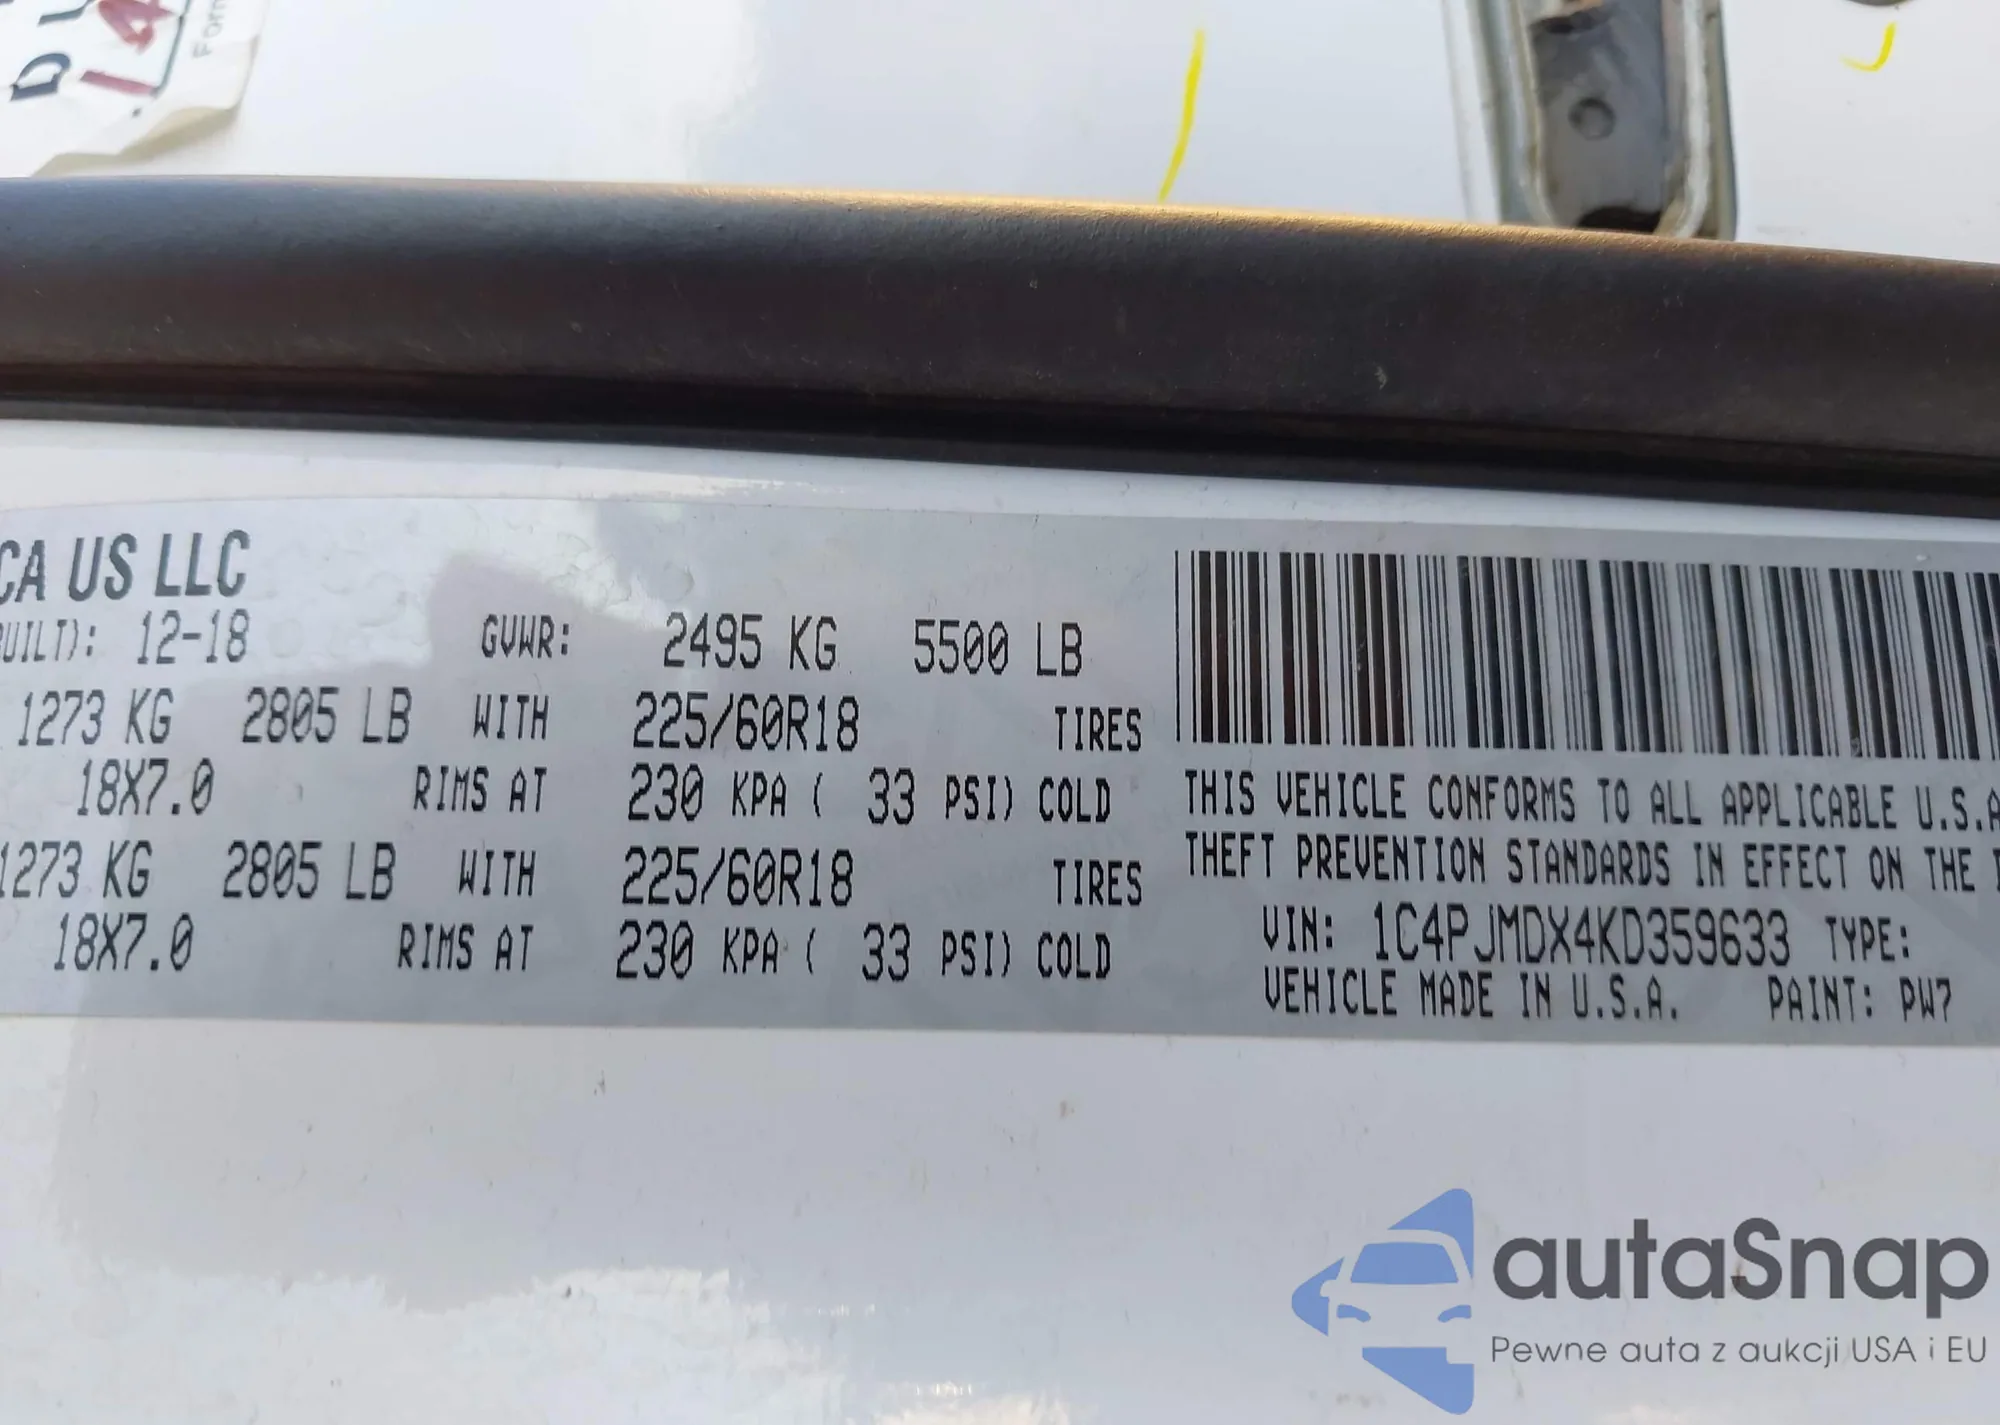 CA US LLC
BUILT): 12-18 GVWR: 2495 KG 5500 LB
1273 KG 2805 LB WITH 225/60R18 TIRES
18X7.0 RIMS AT 230 KPA ( 33 PSI) COLD
1273 KG 2805 LB WITH 225/60R18 TIRES
18X7.0 RIMS AT 230 KPA ( 33 PSI) COLD
THIS VEHICLE CONFORMS TO ALL APPLICABLE U.S.A
THEFT PREVENTION STANDARDS IN EFFECT ON THE
VIN: 1C4PJMDX4KD359633 TYPE:
VEHICLE MADE IN U.S.A. PAINT: PW7
autaSnap
Pewne auta z aukcji USA i EU